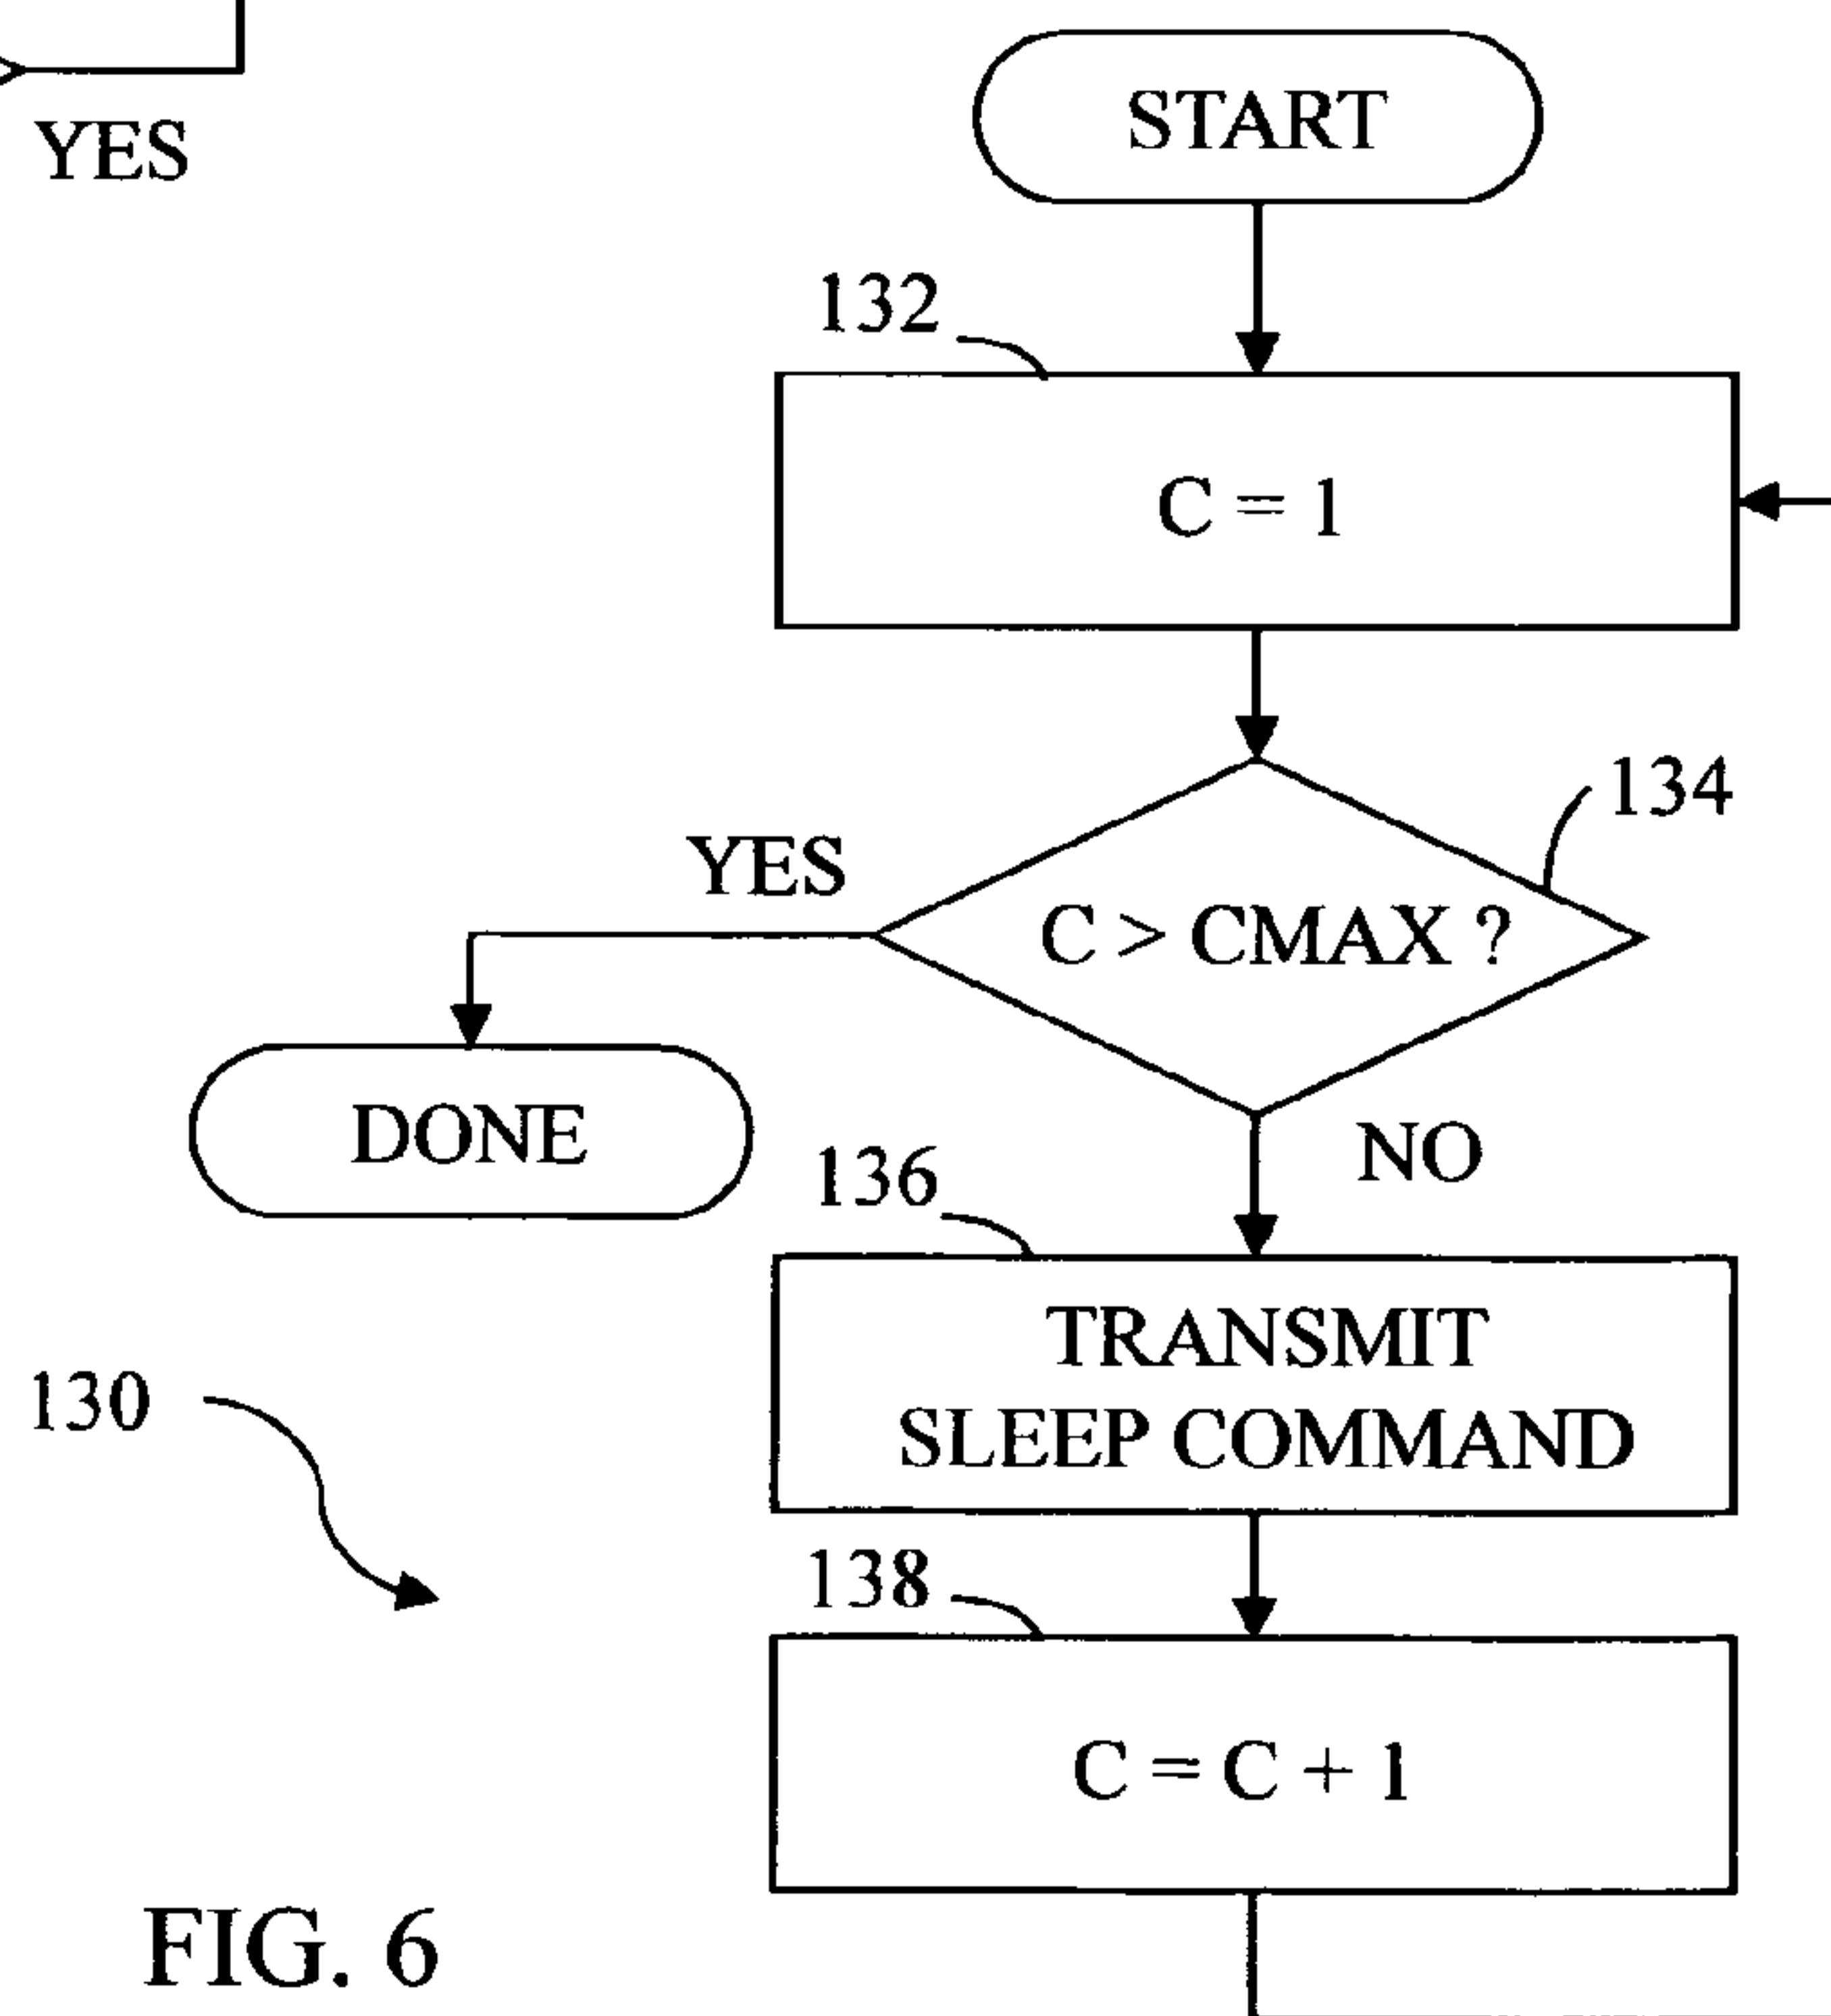 YES
START
132
C = 1
134
YES
C > CMAX ?
DONE
NO
136
TRANSMIT
SLEEP COMMAND
130
138
C = C + 1
FIG. 6